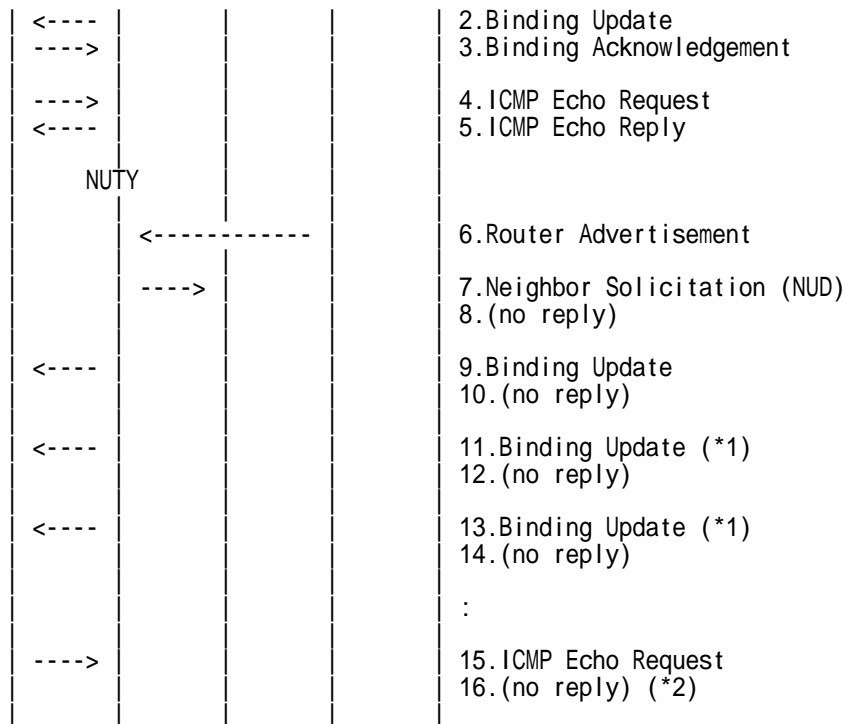 <---- 2.Binding Update
----> 3.Binding Acknowledgement
----> 4.ICMP Echo Request
<---- 5.ICMP Echo Reply
NUTY
<------------ 6.Router Advertisement
----> 7.Neighbor Solicitation (NUD)
8.(no reply)
<---- 9.Binding Update
10.(no reply)
<---- 11.Binding Update (*1)
12.(no reply)
<---- 13.Binding Update (*1)
14.(no reply)
:
----> 15.ICMP Echo Request
16.(no reply) (*2)